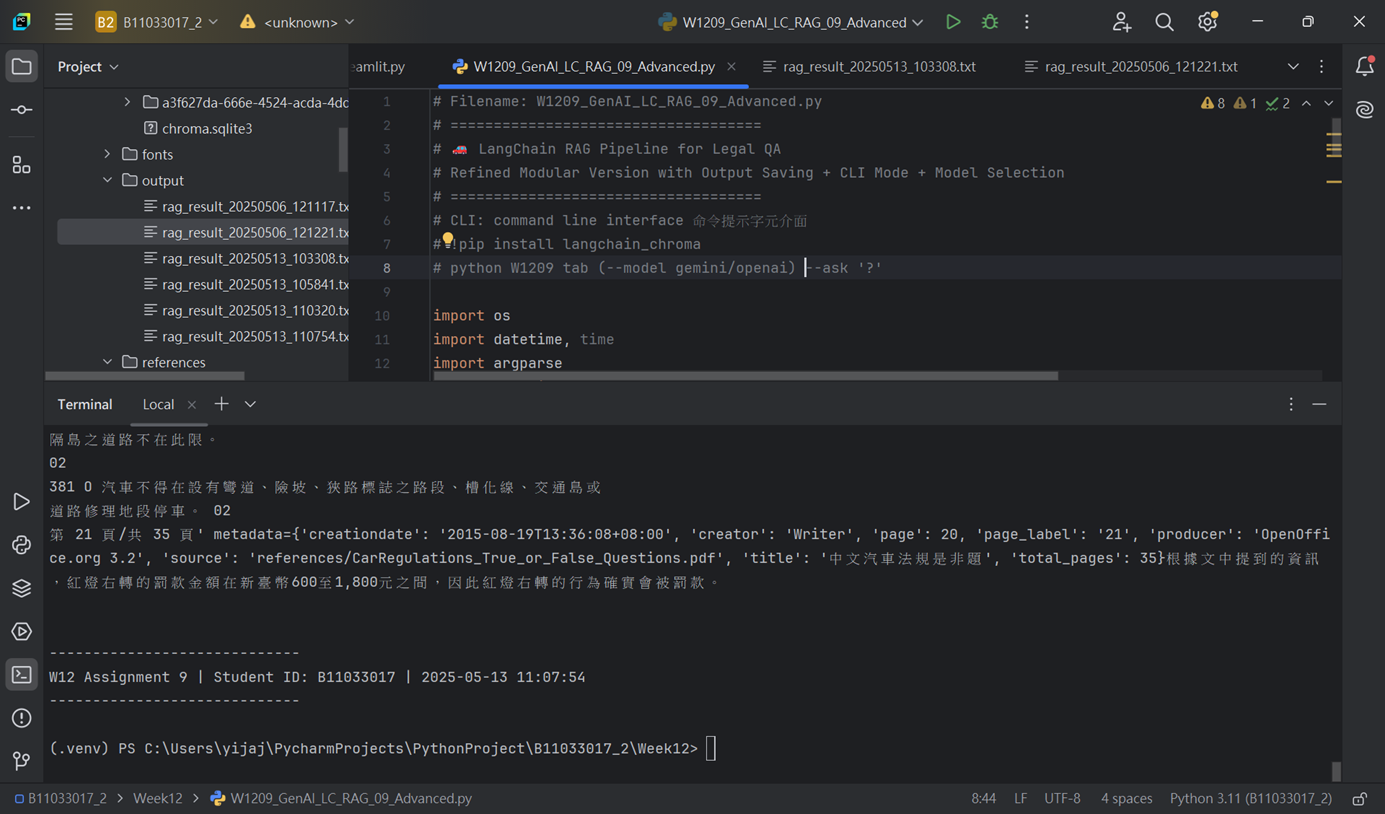 PC
B2 B11033017_2
<unknown>
W1209_GenAI_LC_RAG_09_Advanced
Project
eamlit.py
W1209_GenAI_LC_RAG_09_Advanced.py
rag_result_20250513_103308.txt
rag_result_20250506_121221.txt
a3f627da-666e-4524-acda-4dd
chroma.sqlite3
fonts
output
rag_result_20250506_121117.tx
rag_result_20250506_121221.tx
rag_result_20250513_103308.tx
rag_result_20250513_105841.tx
rag_result_20250513_110320.tx
rag_result_20250513_110754.tx
references
8 1 2
1 # Filename: W1209_GenAI_LC_RAG_09_Advanced.py
2 # ====================================
3 # 🚗 LangChain RAG Pipeline for Legal QA
4 # Refined Modular Version with Output Saving + CLI Mode + Model Selection
5 # ====================================
6 # CLI: command line interface 命令提示字元介面
7 # !pip install langchain_chroma
8 # python W1209 tab (--model gemini/openai) --ask '?'
9
10 import os
11 import datetime, time
12 import argparse
Terminal
Local
隔島之道路不在此限。
02
381 O 汽車不得在設有彎道、險坡、狹路標誌之路段、槽化線、交通島或
道路修理地段停車。 02
第 21 頁/共 35 頁' metadata={'creationdate': '2015-08-19T13:36:08+08:00', 'creator': 'Writer', 'page': 20, 'page_label': '21', 'producer': 'OpenOffi
ce.org 3.2', 'source': 'references/CarRegulations_True_or_False_Questions.pdf', 'title': '中文汽車法規是非題', 'total_pages': 35}根據文中提到的資訊
，紅燈右轉的罰款金額在新臺幣600至1,800元之間，因此紅燈右轉的行為確實會被罰款。
-----------------------------
W12 Assignment 9 | Student ID: B11033017 | 2025-05-13 11:07:54
-----------------------------
(.venv) PS C:\Users\yijaj\PycharmProjects\PythonProject\B11033017_2\Week12>
B11033017_2 > Week12 > W1209_GenAI_LC_RAG_09_Advanced.py
8:44 LF UTF-8 4 spaces Python 3.11 (B11033017_2)